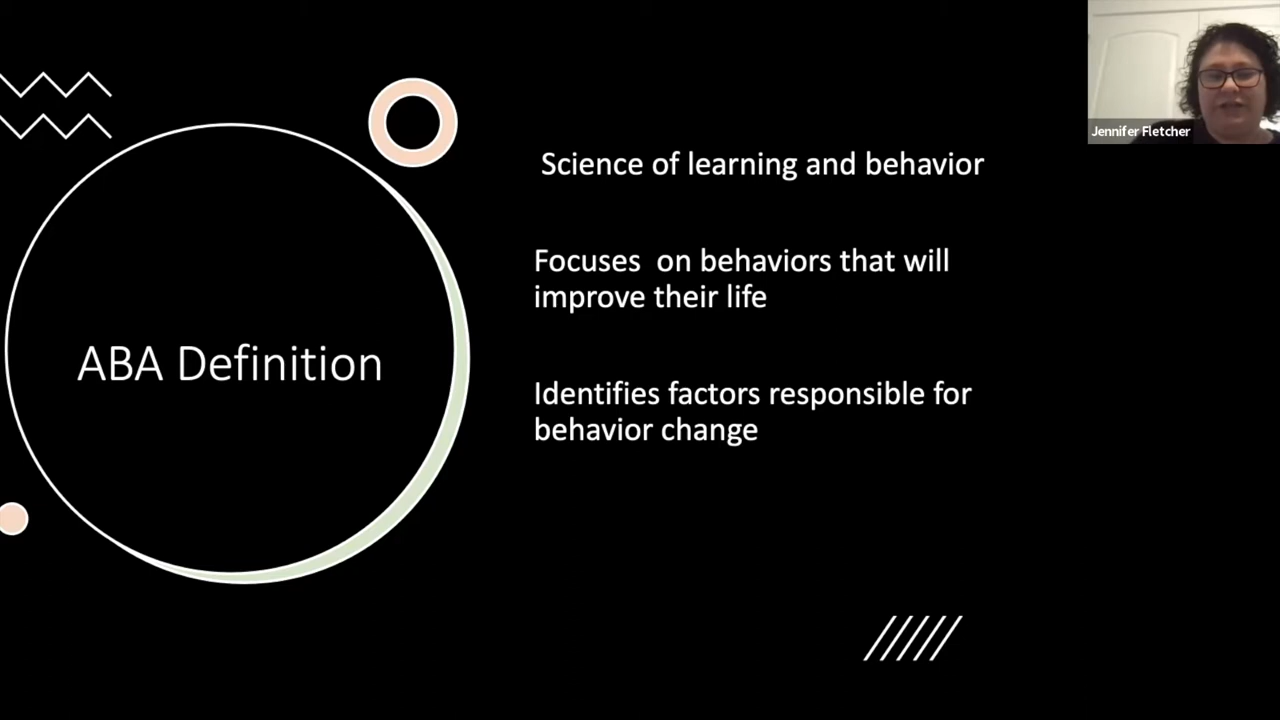 Jennifer Fletcher
ABA Definition
Science of learning and behavior
Focuses  on behaviors that will
improve their life
Identifies factors responsible for
behavior change